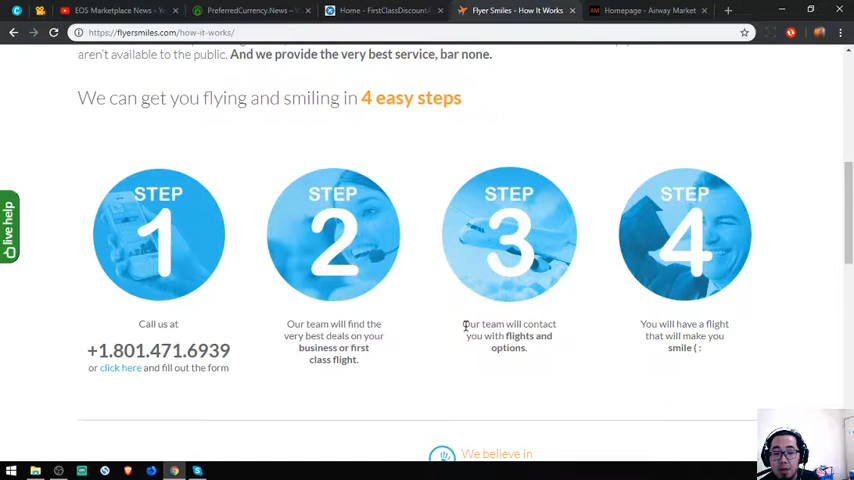 EOS Marketplace News - Y
PreferredCurrency.News - Yo
Home - FirstClassDiscountA
Flyer Smiles - How It Works
Homepage - Airway Market
https://flyersmiles.com/how-it-works/
aren't available to the public. And we provide the very best service, bar none.
We can get you flying and smiling in 4 easy steps
live help
STEP
1
STEP
2
STEP
3
STEP
4
Call us at
+1.801.471.6939
or click here and fill out the form
Our team will find the
very best deals on your
business or first
class flight.
Our team will contact
you with flights and
options.
You will have a flight
that will make you
smile ( :
We believe in